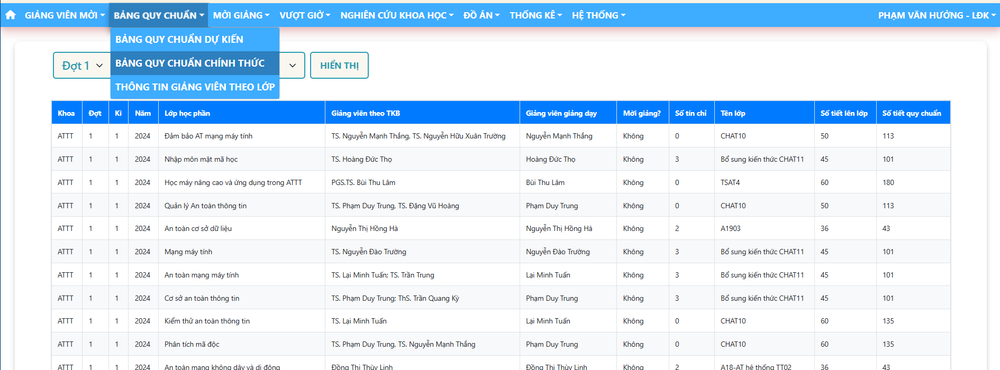 GIẢNG VIÊN MỜI BẢNG QUY CHUẨN MỜI GIẢNG VƯỢT GIỜ NGHIÊN CỨU KHOA HỌC ĐỒ ÁN THỐNG KÊ HỆ THỐNG PHẠM VĂN HƯỞNG - LĐK
BẢNG QUY CHUẨN DỰ KIẾN
BẢNG QUY CHUẨN CHÍNH THỨC
THÔNG TIN GIẢNG VIÊN THEO LỚP
Đợt 1 HIỂN THỊ
Khoa Đợt Kì Năm Lớp học phần Giảng viên theo TKB Giảng viên giảng dạy Mời giảng? Số tín chỉ Tên lớp Số tiết lên lớp Số tiết quy chuẩn
ATTT 1 1 2024 Đảm bảo AT mạng máy tính TS. Nguyễn Mạnh Thắng, TS. Nguyễn Hữu Xuân Trường Nguyễn Mạnh Thắng Không 0 CHAT10 50 113
ATTT 1 1 2024 Nhập môn mật mã học TS. Hoàng Đức Thọ Hoàng Đức Thọ Không 3 Bổ sung kiến thức CHAT11 45 101
ATTT 1 1 2024 Học máy nâng cao và ứng dụng trong ATTT PGS.TS. Bùi Thu Lâm Bùi Thu Lâm Không 0 TSAT4 60 180
ATTT 1 1 2024 Quản lý An toàn thông tin TS. Phạm Duy Trung, TS. Đặng Vũ Hoàng Phạm Duy Trung Không 0 CHAT10 50 113
ATTT 1 1 2024 An toàn cơ sở dữ liệu Nguyễn Thị Hồng Hà Nguyễn Thị Hồng Hà Không 2 A1903 36 43
ATTT 1 1 2024 Mạng máy tính TS. Nguyễn Đào Trường Nguyễn Đào Trường Không 3 Bổ sung kiến thức CHAT11 45 101
ATTT 1 1 2024 An toàn mạng máy tính TS. Lại Minh Tuấn; TS. Trần Trung Lại Minh Tuấn Không 3 Bổ sung kiến thức CHAT11 45 101
ATTT 1 1 2024 Cơ sở an toàn thông tin TS. Phạm Duy Trung; ThS. Trần Quang Kỳ Phạm Duy Trung Không 3 Bổ sung kiến thức CHAT11 45 101
ATTT 1 1 2024 Kiểm thử an toàn thông tin TS. Lại Minh Tuấn Lại Minh Tuấn Không 0 CHAT10 60 135
ATTT 1 1 2024 Phân tích mã độc TS. Phạm Duy Trung, TS. Nguyễn Mạnh Thắng Phạm Duy Trung Không 0 CHAT10 60 135
ATTT 1 1 2024 An toàn mạng không dây và di động Đồng Thị Thùy Linh Đồng Thị Thùy Linh Không 2 A18-AT hệ thống TT02 36 43